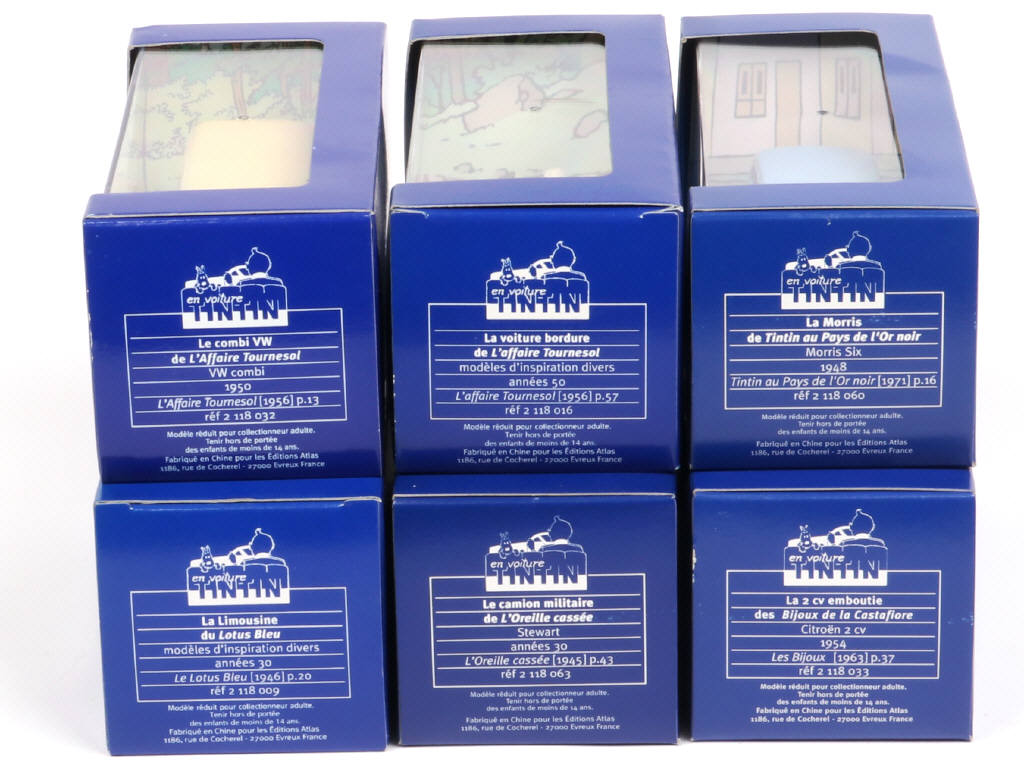 en voiture
TINTIN
Le combi VW
de L'Affaire Tournesol
VW combi
1950
L'Affaire Tournesol [1956] p.13
réf 2 118 032
Modèle réduit pour collectionneur adulte.
Tenir hors de portée
des enfants de moins de 14 ans.
Fabriqué en Chine pour les Éditions Atlas
1186, rue de Cocherel - 27000 Evreux France
en voiture
TINTIN
La voiture bordure
de L'affaire Tournesol
modèles d'inspiration divers
années 50
L'affaire Tournesol [1956] p.57
réf 2 118 016
Modèle réduit pour collectionneur adulte.
Tenir hors de portée
des enfants de moins de 14 ans.
Fabriqué en Chine pour les Éditions Atlas
1186, rue de Cocherel - 27000 Evreux France
en voiture
TINTIN
La Morris
de Tintin au Pays de l'Or noir
Morris Six
1948
Tintin au Pays de l'Or noir [1971] p.16
réf 2 118 060
Modèle réduit pour collectionneur adulte.
Tenir hors de portée
des enfants de moins de 14 ans.
Fabriqué en Chine pour les Éditions Atlas
1186, rue de Cocherel - 27000 Evreux France
en voiture
TINTIN
La Limousine
du Lotus Bleu
modèles d'inspiration divers
années 30
Le Lotus Bleu [1946] p.20
réf 2 118 009
Modèle réduit pour collectionneur adulte.
Tenir hors de portée
des enfants de moins de 14 ans.
Fabriqué en Chine pour les Éditions Atlas
1186, rue de Cocherel - 27000 Evreux France
en voiture
TINTIN
Le camion militaire
de L'Oreille cassée
Stewart
années 30
L'Oreille cassée [1945] p.43
réf 2 118 063
Modèle réduit pour collectionneur adulte.
Tenir hors de portée
des enfants de moins de 14 ans.
Fabriqué en Chine pour les Éditions Atlas
1186, rue de Cocherel - 27000 Evreux France
en voiture
TINTIN
La 2 cv emboutie
des Bijoux de la Castafiore
Citroën 2 cv
1954
Les Bijoux [1963] p.37
réf 2 118 033
Modèle réduit pour collectionneur adulte.
Tenir hors de portée
des enfants de moins de 14 ans.
Fabriqué en Chine pour les Éditions Atlas
1186, rue de Cocherel - 27000 Evreux France